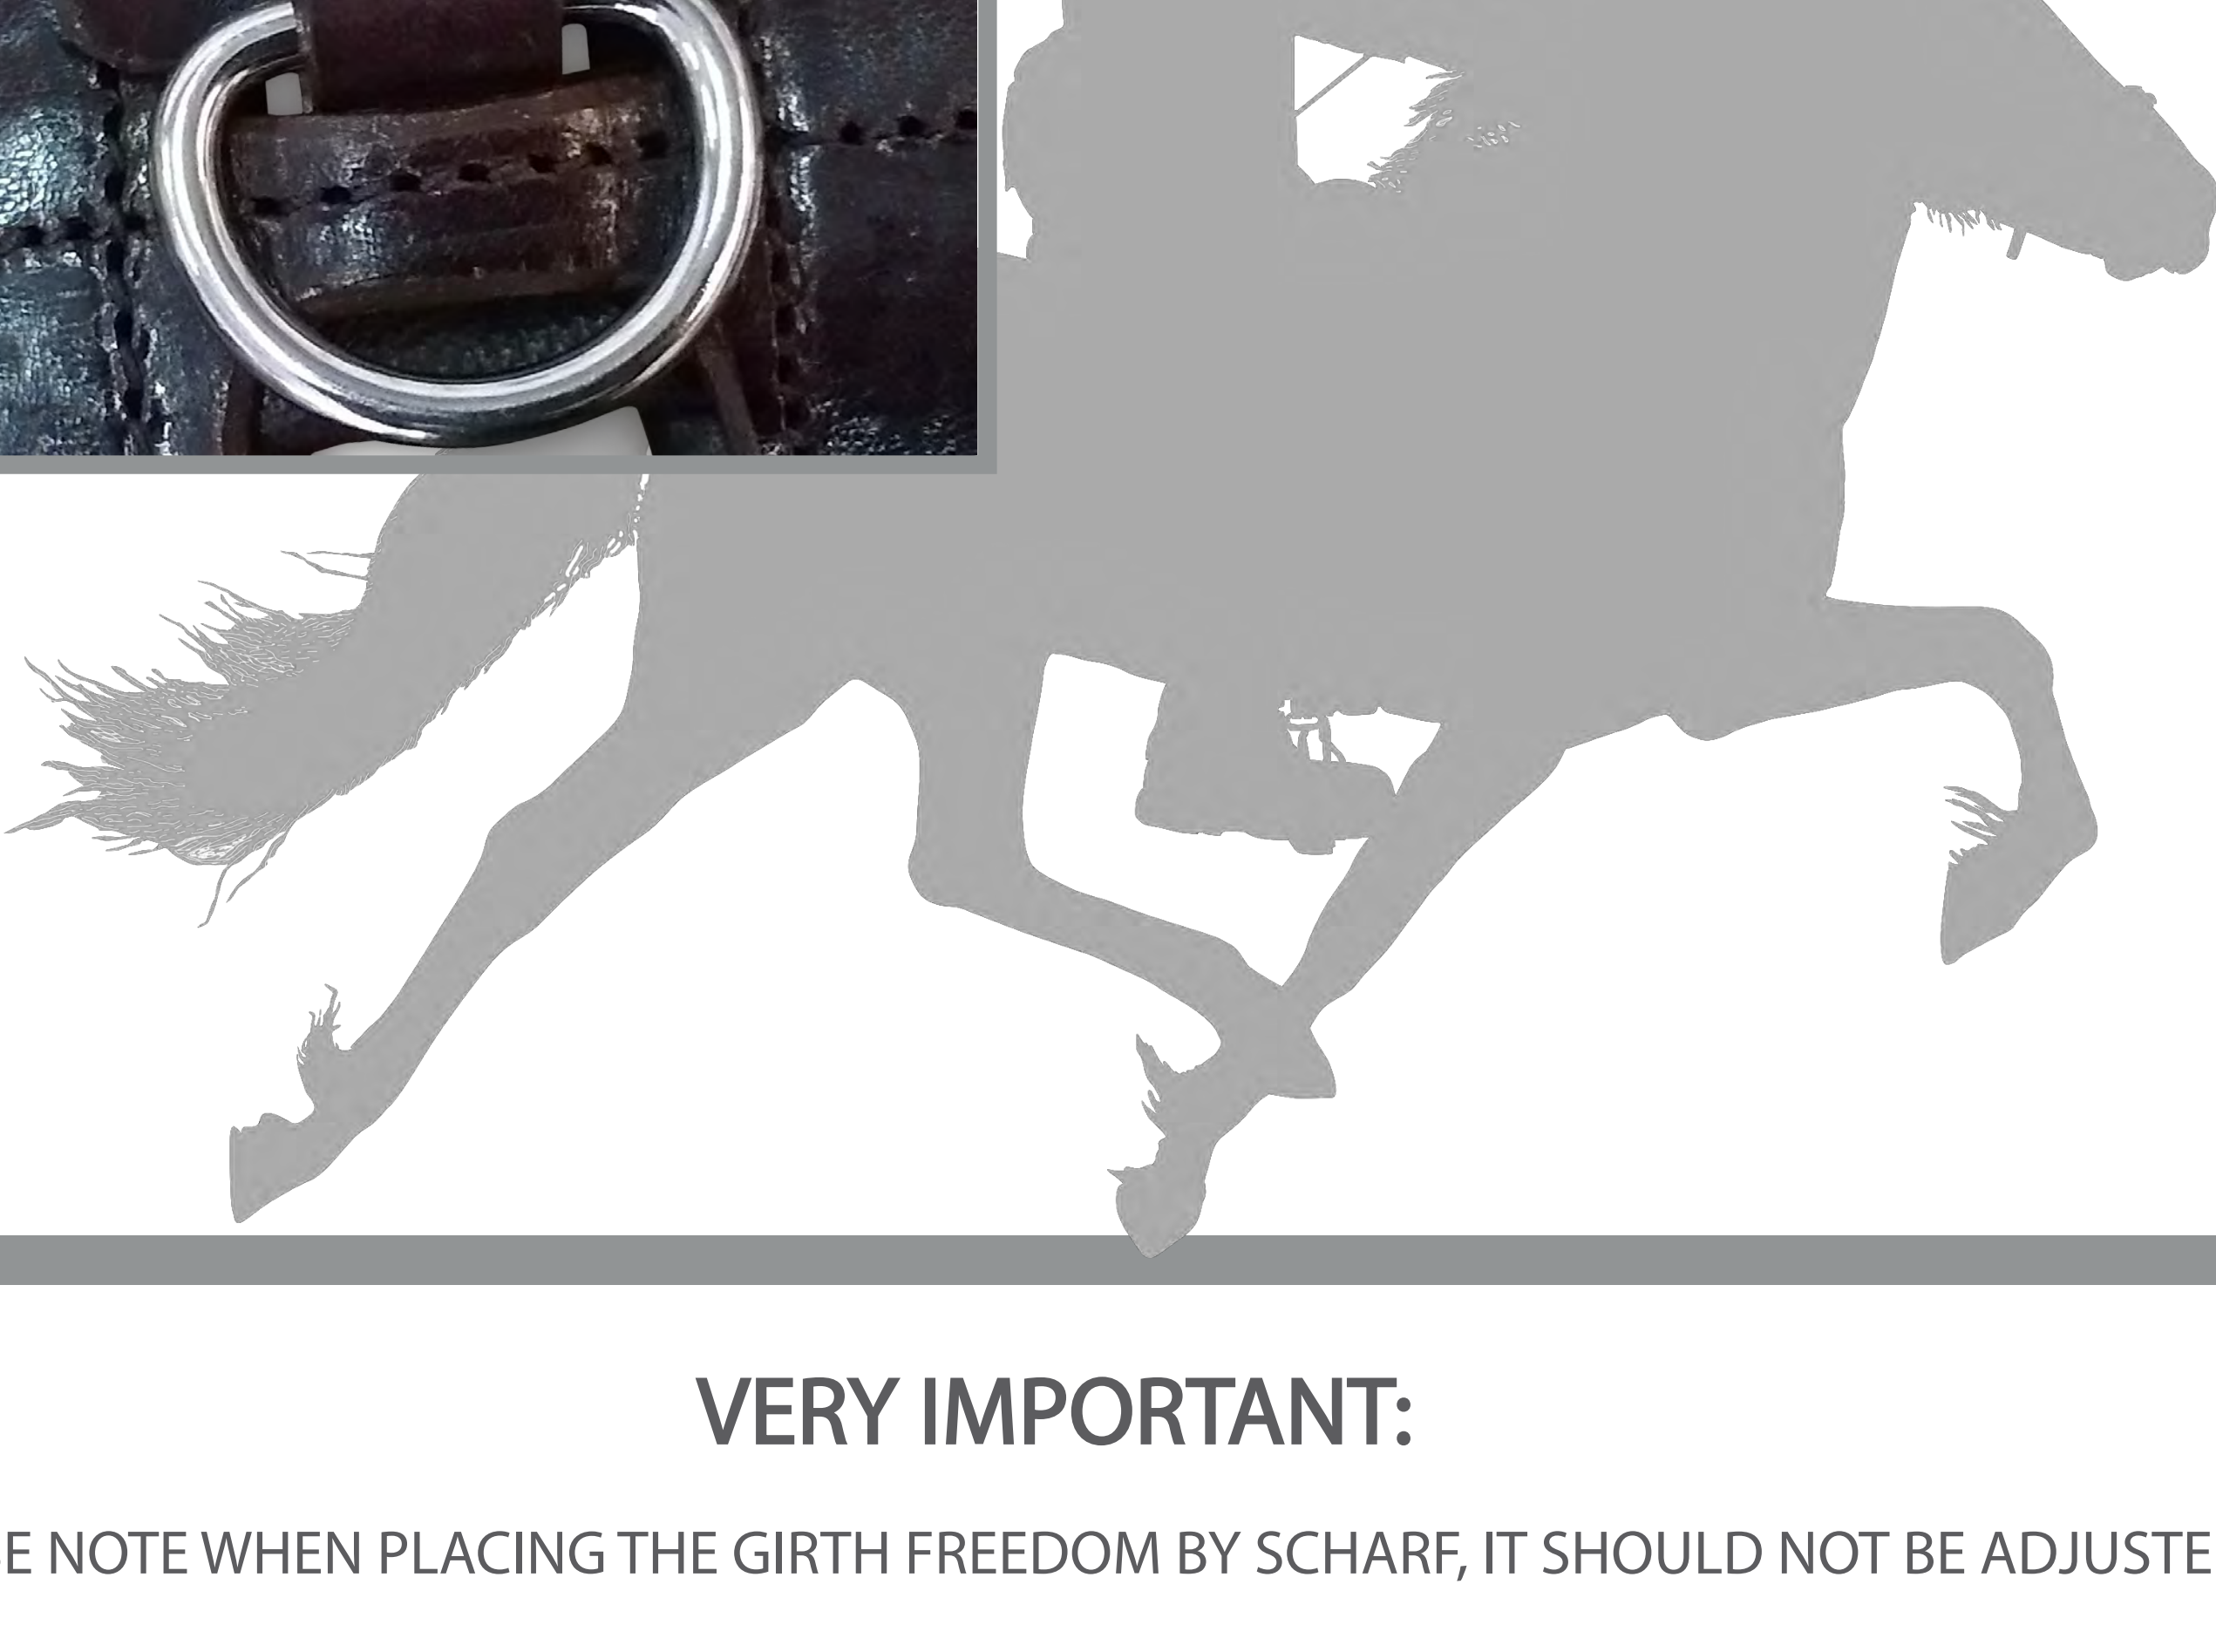 VERY IMPORTANT:
E NOTE WHEN PLACING THE GIRTH FREEDOM BY SCHARF, IT SHOULD NOT BE ADJUSTE